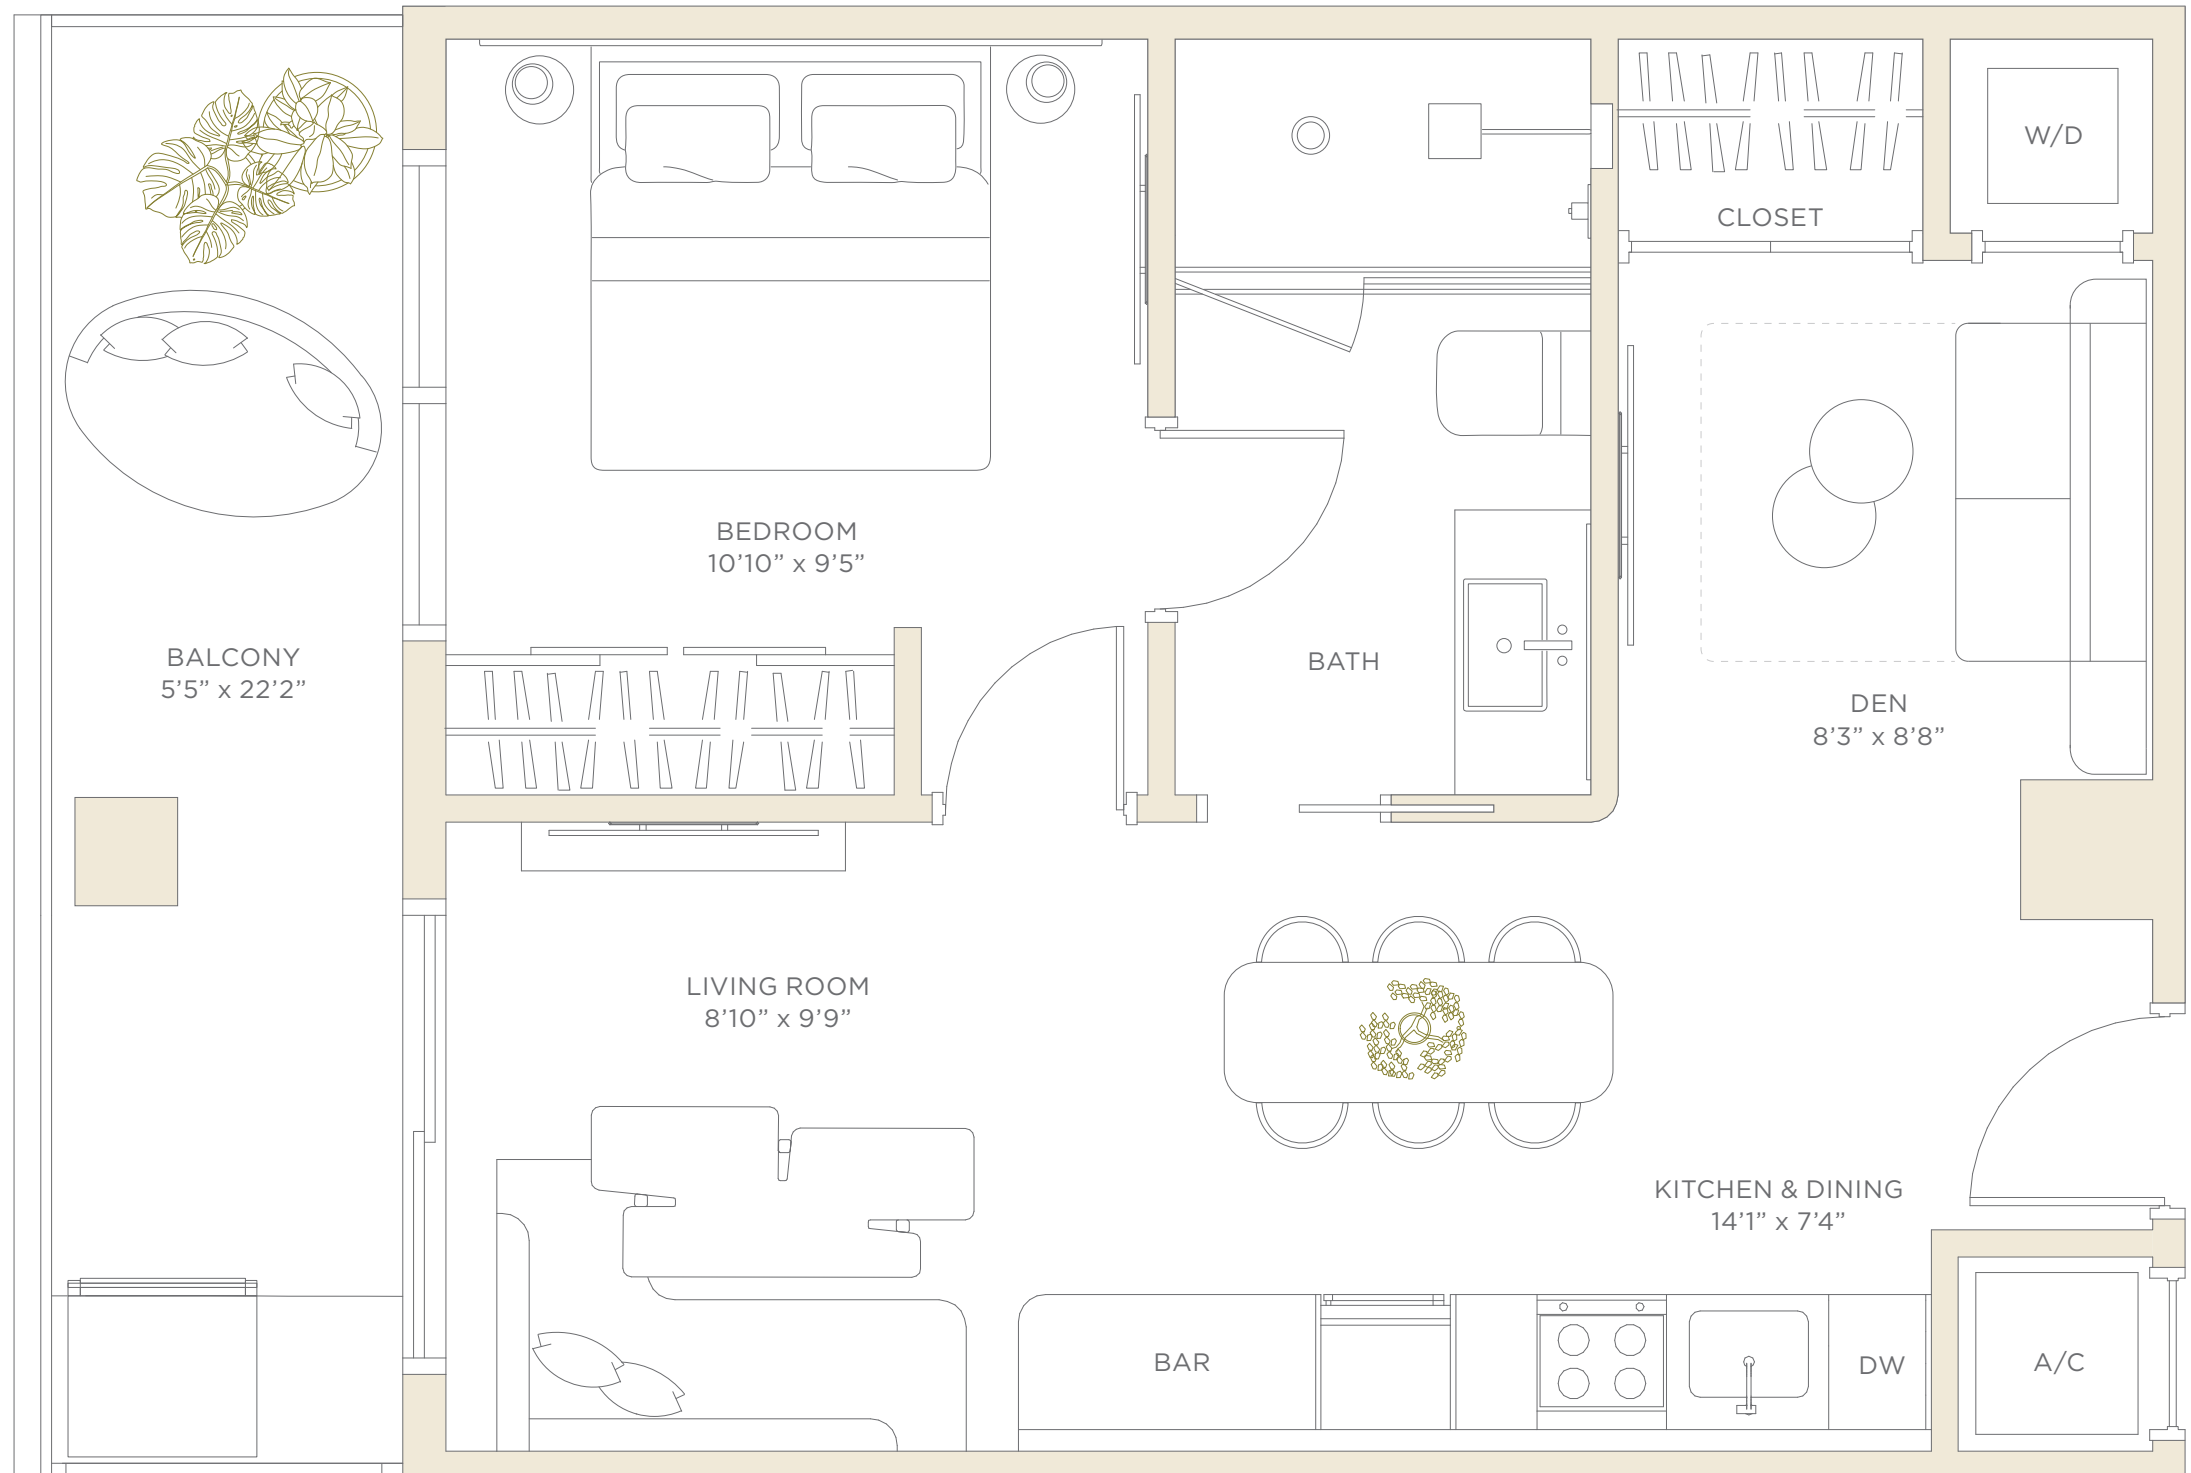 W/D
CLOSET
BEDROOM
10’10” x 9’5”
BALCONY
5’5” x 22’2”
BATH
DEN
8’3” x 8’8”
LIVING ROOM
8’10” x 9’9”
KITCHEN & DINING
14’1” x 7’4”
BAR
DW
A/C